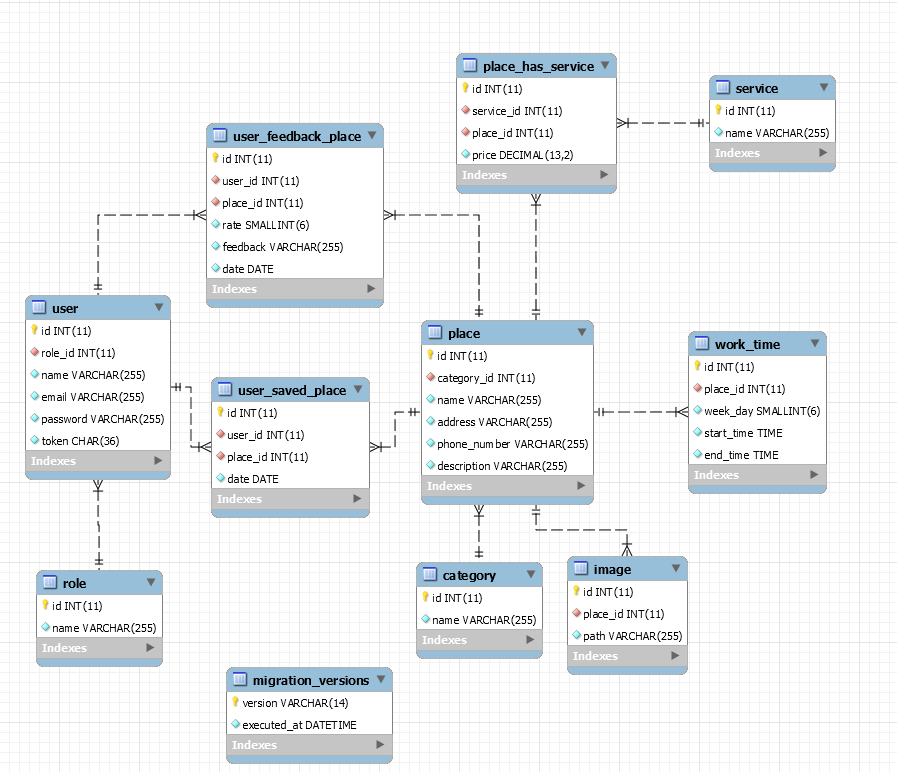 place_has_service
id INT(11)
service_id INT(11)
place_id INT(11)
price DECIMAL(13,2)
Indexes
service
id INT(11)
name VARCHAR(255)
Indexes
user_feedback_place
id INT(11)
user_id INT(11)
place_id INT(11)
rate SMALLINT(6)
feedback VARCHAR(255)
date DATE
Indexes
user
id INT(11)
role_id INT(11)
name VARCHAR(255)
email VARCHAR(255)
password VARCHAR(255)
token CHAR(36)
Indexes
user_saved_place
id INT(11)
user_id INT(11)
place_id INT(11)
date DATE
Indexes
place
id INT(11)
category_id INT(11)
name VARCHAR(255)
address VARCHAR(255)
phone_number VARCHAR(255)
description VARCHAR(255)
Indexes
work_time
id INT(11)
place_id INT(11)
week_day SMALLINT(6)
start_time TIME
end_time TIME
Indexes
role
id INT(11)
name VARCHAR(255)
Indexes
category
id INT(11)
name VARCHAR(255)
Indexes
image
id INT(11)
place_id INT(11)
path VARCHAR(255)
Indexes
migration_versions
version VARCHAR(14)
executed_at DATETIME
Indexes